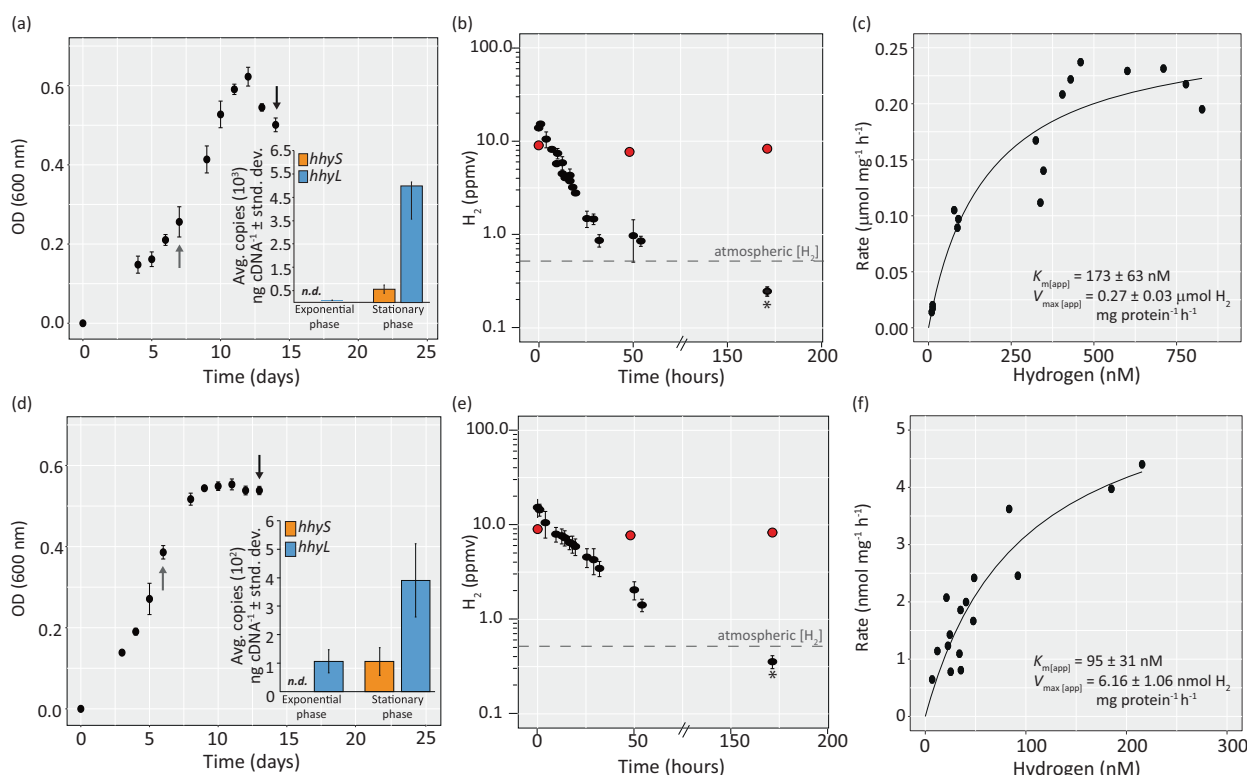 (a)
OD (600 nm)
0.6
0.4
0.2
0.0
0
5
10
15
20
25
Time (days)
Avg. copies (10³)
ng cDNA⁻¹ ± stnd. dev.
6.5
5.5
4.5
3.5
2.5
1.5
0.5
hhyS
hhyL
n.d.
Exponential
phase
Stationary
phase
(b)
H₂ (ppmv)
100.0
10.0
1.0
0.1
atmospheric [H₂]
*
0
50
150
200
Time (hours)
(c)
Rate (µmol mg⁻¹ h⁻¹)
0.25
0.20
0.15
0.10
0.05
0.00
Kₘ[app] = 173 ± 63 nM
Vₘₐₓ [app] = 0.27 ± 0.03 µmol H₂
mg protein⁻¹ h⁻¹
0
250
500
750
Hydrogen (nM)
(d)
OD (600 nm)
0.6
0.4
0.2
0.0
0
5
10
15
20
25
Time (days)
Avg. copies (10²)
ng cDNA⁻¹ ± stnd. dev.
6
5
4
3
2
1
0
hhyS
hhyL
n.d.
Exponential
phase
Stationary
phase
(e)
H₂ (ppmv)
100.0
10.0
1.0
0.1
atmospheric [H₂]
*
0
50
150
200
Time (hours)
(f)
Rate (nmol mg⁻¹ h⁻¹)
5
4
3
2
1
0
Kₘ[app] = 95 ± 31 nM
Vₘₐₓ [app] = 6.16 ± 1.06 nmol H₂
mg protein⁻¹ h⁻¹
0
100
200
300
Hydrogen (nM)